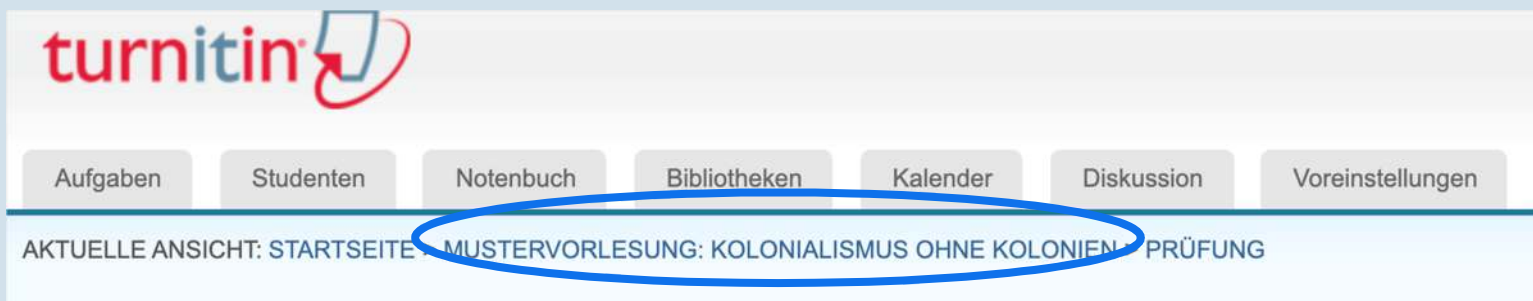 turnitin
Aufgaben Studenten Notenbuch Bibliotheken Kalender Diskussion Voreinstellungen
AKTUELLE ANSICHT: STARTSEITE > MUSTERVORLESUNG: KOLONIALISMUS OHNE KOLONIEN > PRÜFUNG